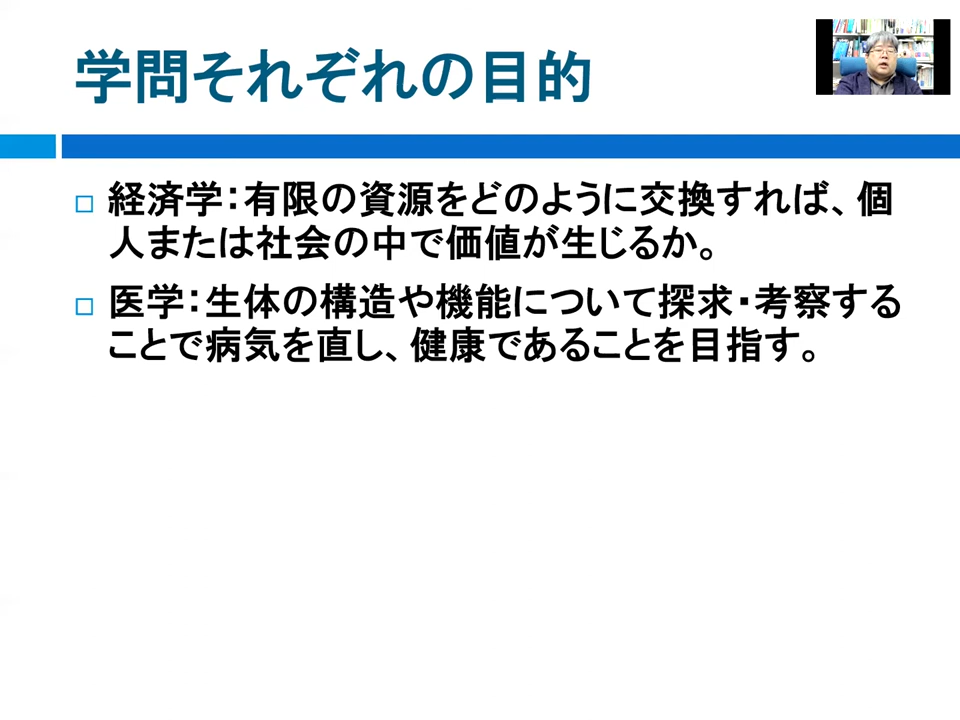 学問それぞれの目的
経済学：有限の資源をどのように交換すれば、個
人または社会の中で価値が生じるか。
医学：生体の構造や機能について探求・考察する
ことで病気を直し、健康であることを目指す。